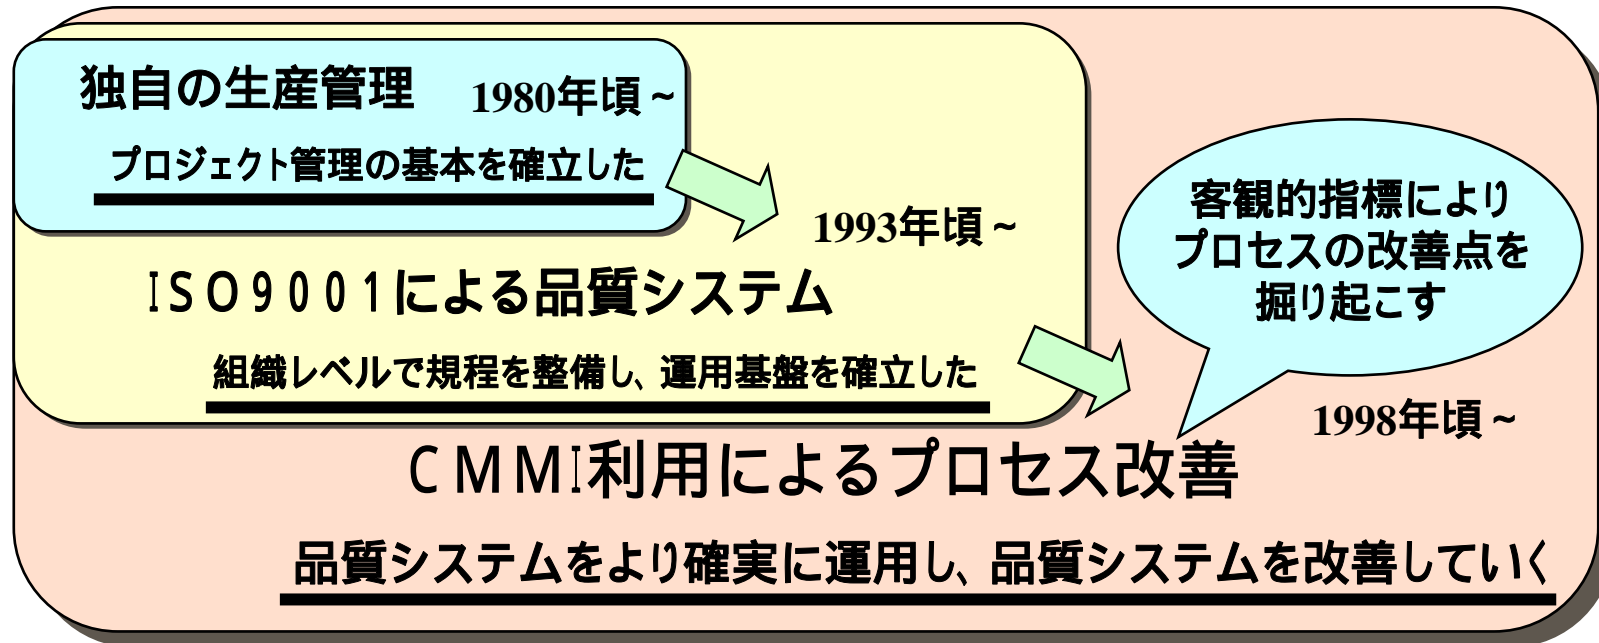 独自の生産管理 1980年頃~
プロジェクト管理の基本を確立した
1993年頃~
ISO9001による品質システム
組織レベルで規程を整備し、運用基盤を確立した
客観的指標により
プロセスの改善点を
掘り起こす
1998年頃~
CMMI利用によるプロセス改善
品質システムをより確実に運用し、品質システムを改善していく